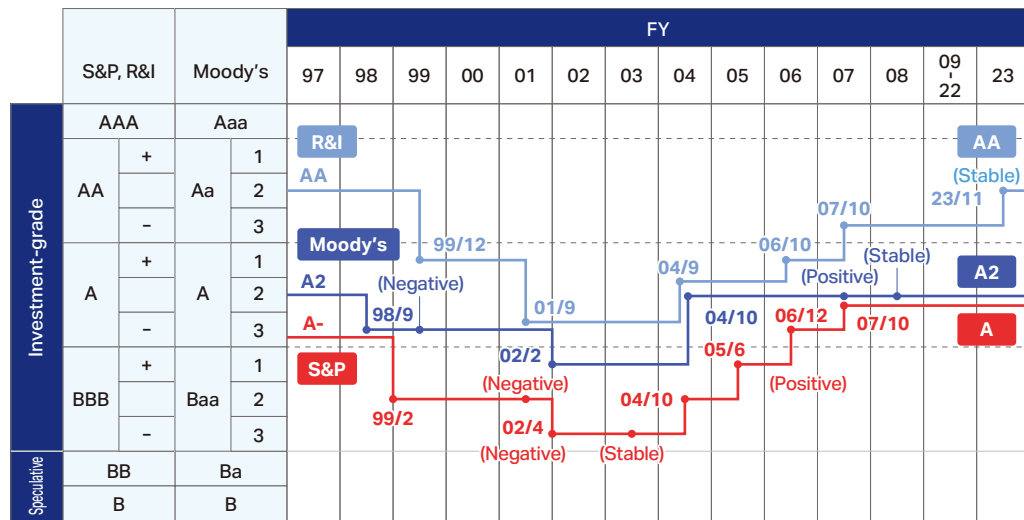 FY
S&P, R&I Moody's 97 98 99 00 01 02 03 04 05 06 07 08 09-22 23
Investment-grade
AAA Aaa
R&I AA
+ 1
AA (Stable)
AA Aa 2
23/11
- 3
07/10
Moody's 99/12 06/10
+ 1
(Stable)
04/9
A2 (Negative) (Positive) A2
A A 2
98/9 01/9 04/10 06/12 07/10
A- A
- 3
02/2 05/6
S&P + 1
(Negative) (Positive)
BBB Baa 2
99/2 04/10
02/4
- 3
(Negative) (Stable)
Speculative
BB Ba
B B